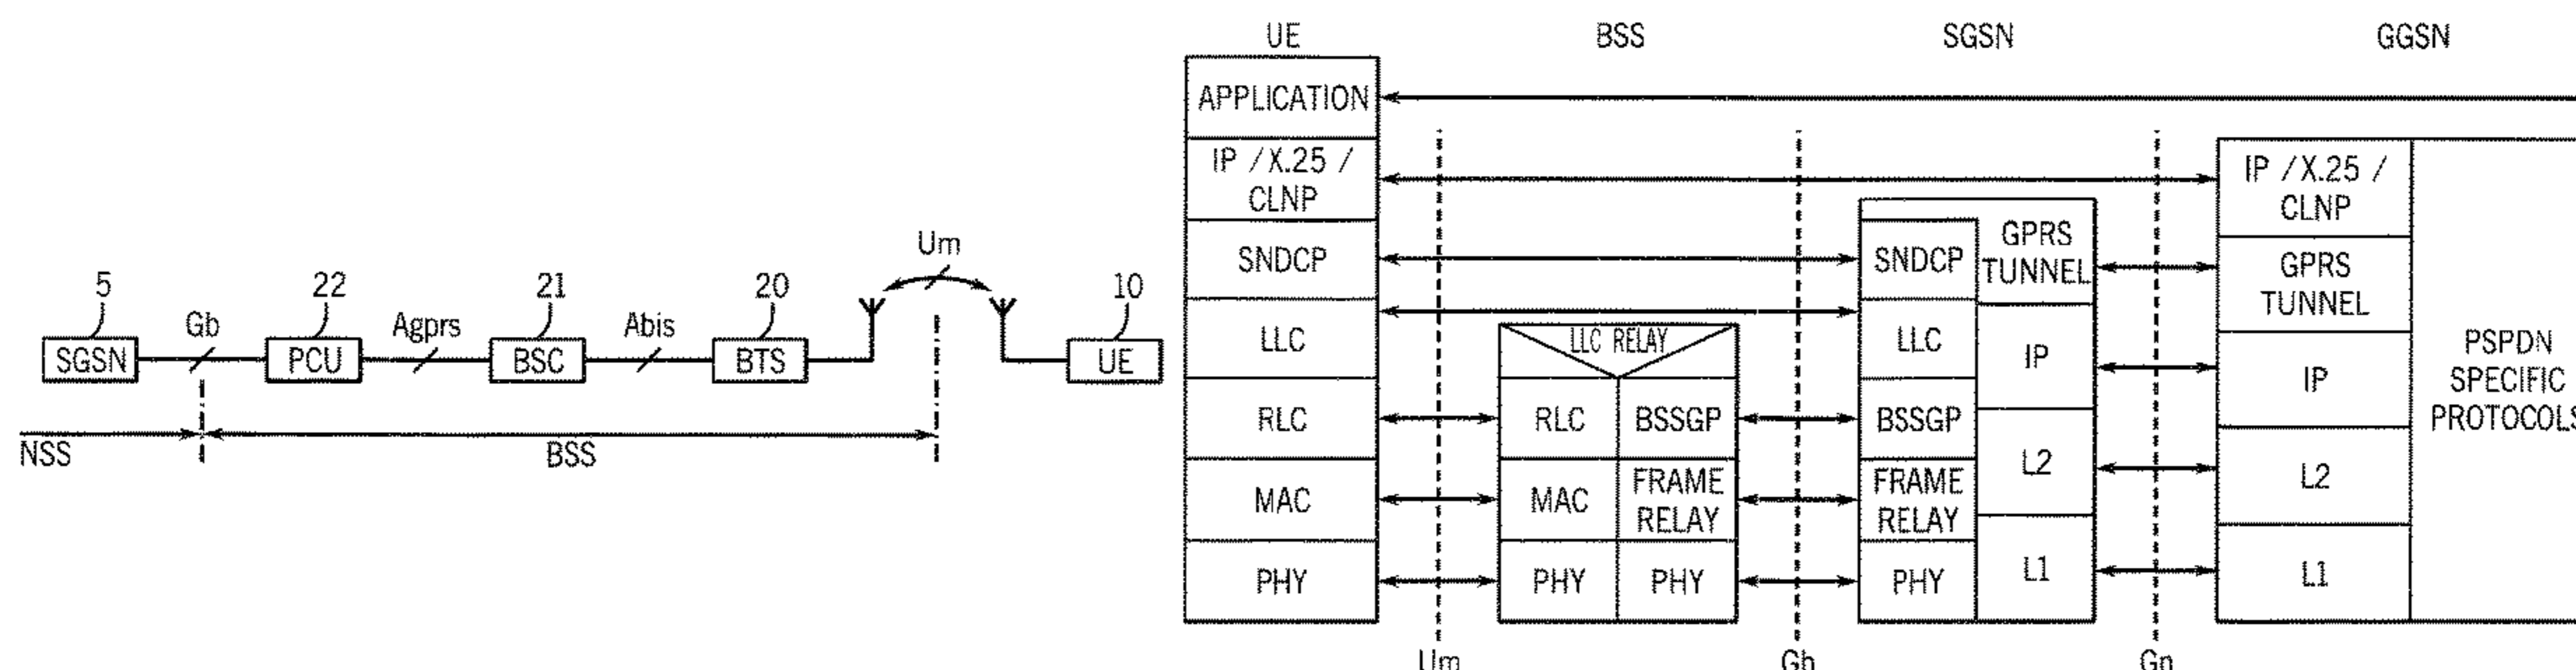 5
Gb
22
Agprs
21
Abis
20
Um
10
SGSN
PCU
BSC
BTS
UE
NSS
BSS
UE
BSS
SGSN
GGSN
APPLICATION
IP /X.25 /
CLNP
SNDCP
LLC
RLC
MAC
PHY
LLC RELAY
RLC
BSSGP
MAC
FRAME
RELAY
PHY
PHY
SNDCP
LLC
BSSGP
FRAME
RELAY
PHY
GPRS
TUNNEL
IP
L2
L1
IP /X.25 /
CLNP
GPRS
TUNNEL
IP
L2
L1
PSPDN
SPECIFIC
PROTOCOLS
Um
Gb
Gn